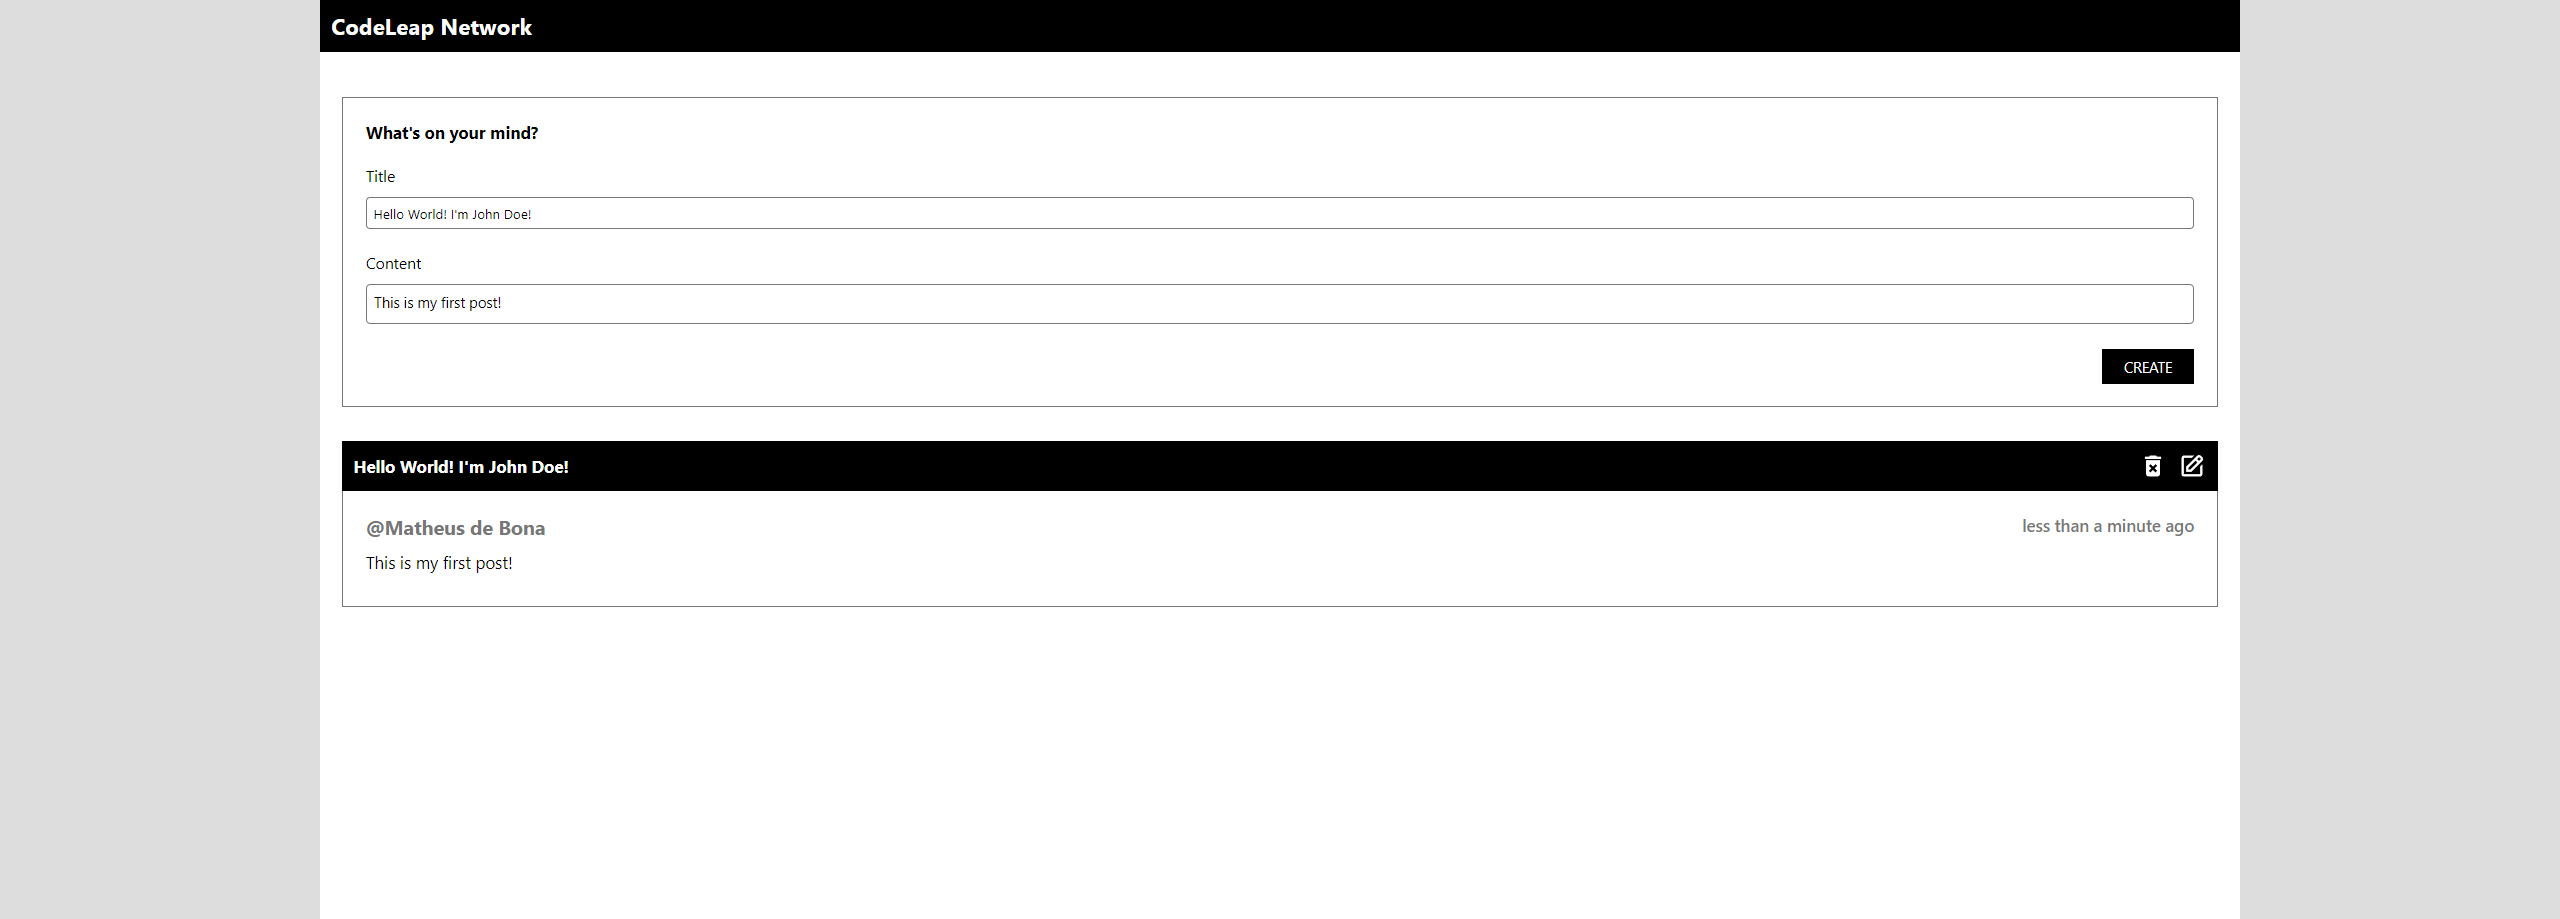 CodeLeap Network
What's on your mind?
Title
Hello World! I'm John Doe!
Content
This is my first post!
CREATE
Hello World! I'm John Doe!
@Matheus de Bona
less than a minute ago
This is my first post!